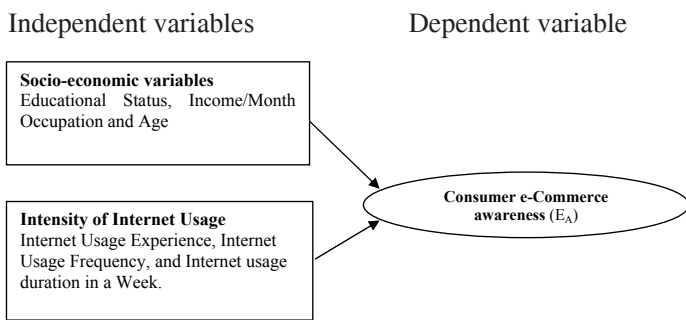 Independent variables
Dependent variable
Socio-economic variables
Educational Status, Income/Month
Occupation and Age
Consumer e-Commerce
awareness (E_A)
Intensity of Internet Usage
Internet Usage Experience, Internet
Usage Frequency, and Internet usage
duration in a Week.